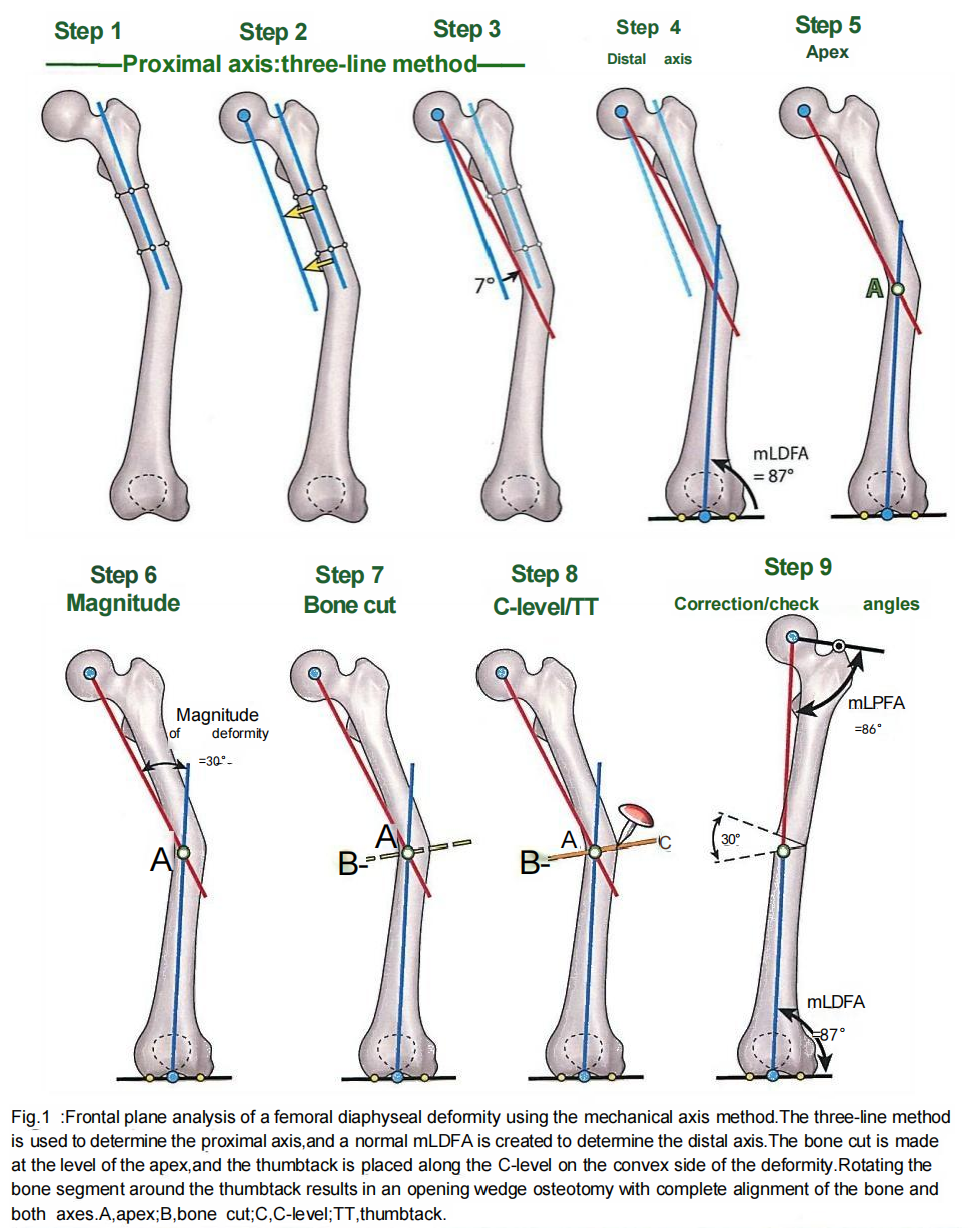 Step 1
Step 2
Step 3
Step 4
Step 5
Proximal axis:three-line method
Distal axis
Apex
7°
mLDFA
= 87°
A
Step 6
Step 7
Step 8
Step 9
Magnitude
Bone cut
C-level/TT
Correction/check angles
Magnitude
of deformity
=30°-
A
A
B-
A
B-
C
mLPFA
=86°
30°
mLDFA
=87°
Fig.1 :Frontal plane analysis of a femoral diaphyseal deformity using the mechanical axis method.The three-line method
is used to determine the proximal axis,and a normal mLDFA is created to determine the distal axis.The bone cut is made
at the level of the apex,and the thumbtack is placed along the C-level on the convex side of the deformity.Rotating the
bone segment around the thumbtack results in an opening wedge osteotomy with complete alignment of the bone and
both axes.A,apex;B,bone cut;C,C-level;TT,thumbtack.